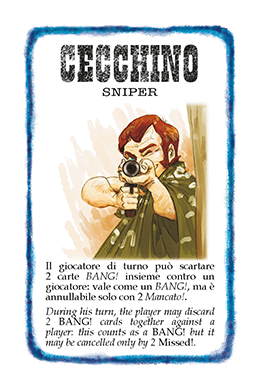 CECCHINO
SNIPER
Il giocatore di turno può scartare
2 carte BANG! insieme contro un
giocatore: vale come un BANG!, ma è
annullabile solo con 2 Mancato!.
During his turn, the player may discard
2 BANG! cards together against a
player: this counts as a BANG! but it
may be cancelled only by 2 Missed!.